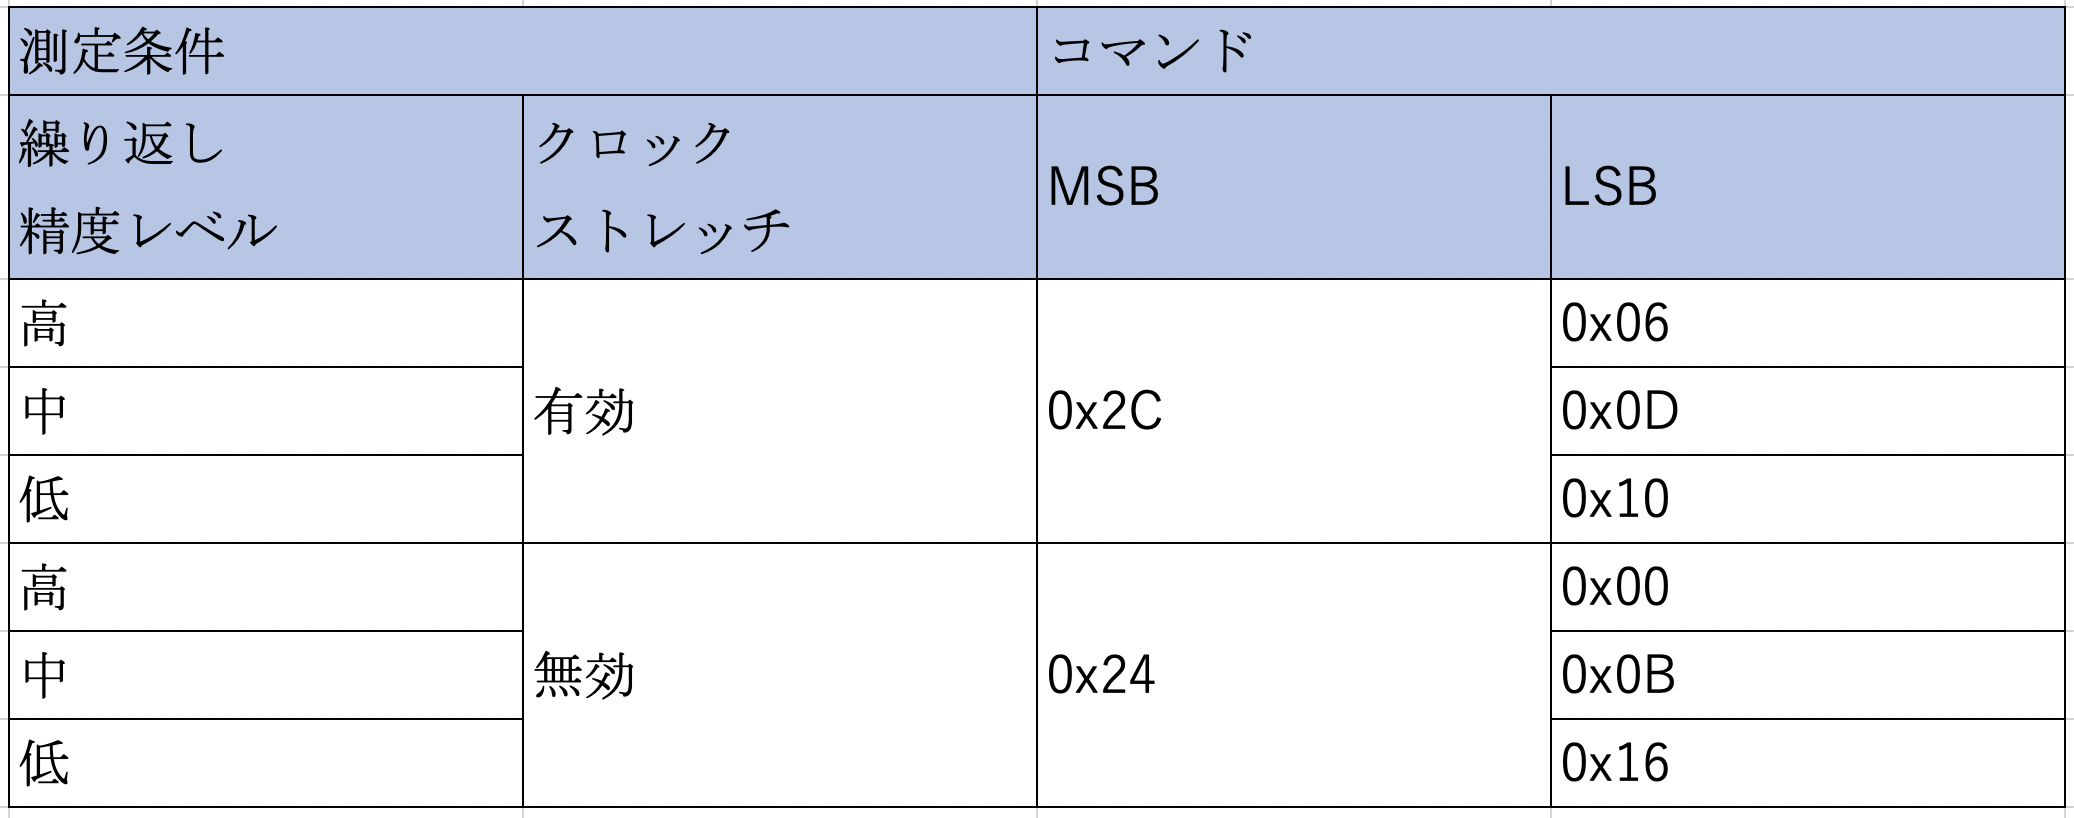 測定条件
コマンド
繰り返し
精度レベル
クロック
ストレッチ
MSB
LSB
高
有効
0x2C
0x06
中
0x0D
低
0x10
高
無効
0x24
0x00
中
0x0B
低
0x16